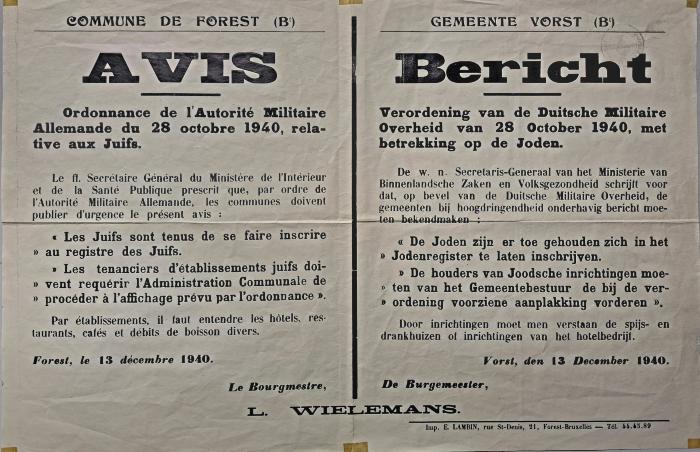 COMMUNE DE FOREST (Bt)
AVIS
Ordonnance de l'Autorité Militaire
Allemande du 28 octobre 1940, rela-
tive aux Juifs.
Le ff. Secrétaire Général du Ministère de l'Intérieur
et de la Santé Publique prescrit que, par ordre de
l'Autorité Militaire Allemande, les communes doivent
publier d'urgence le présent avis :
« Les Juifs sont tenus de se faire inscrire
» au registre des Juifs.
» Les tenanciers d'établissements juifs doi-
» vent requérir l'Administration Communale de
» procéder à l'affichage prévu par l'ordonnance ».
Par établissements, il faut entendre les hôtels, res-
taurants, cafés et débits de boisson divers.
Forest, le 13 décembre 1940.
Le Bourgmestre,
GEMEENTE VORST (Bt)
Bericht
Verordening van de Duitsche Militaire
Overheid van 28 October 1940, met
betrekking op de Joden.
De w. n. Secretaris-Generaal van het Ministerie van
Binnenlandsche Zaken en Volksgezondheid schrijft voor
dat, op bevel van de Duitsche Militaire Overheid, de
gemeenten bij hoogdringendheid onderhavig bericht moe-
ten bekendmaken :
« De Joden zijn er toe gehouden zich in het
» Jodenregister te laten inschrijven.
» De houders van Joodsche inrichtingen moe-
» ten van het Gemeentebestuur de bij de ver-
» ordening voorziene aanplakking vorderen ».
Door inrichtingen moet men verstaan de spijs- en
drankhuizen of inrichtingen van het hotelbedrijf.
Vorst, den 13 December 1940.
De Burgemeester,
L. WIELEMANS.
Imp. E. LAMBIN, rue St-Denis, 21, Forest-Bruxelles — Tél. 44.45.89